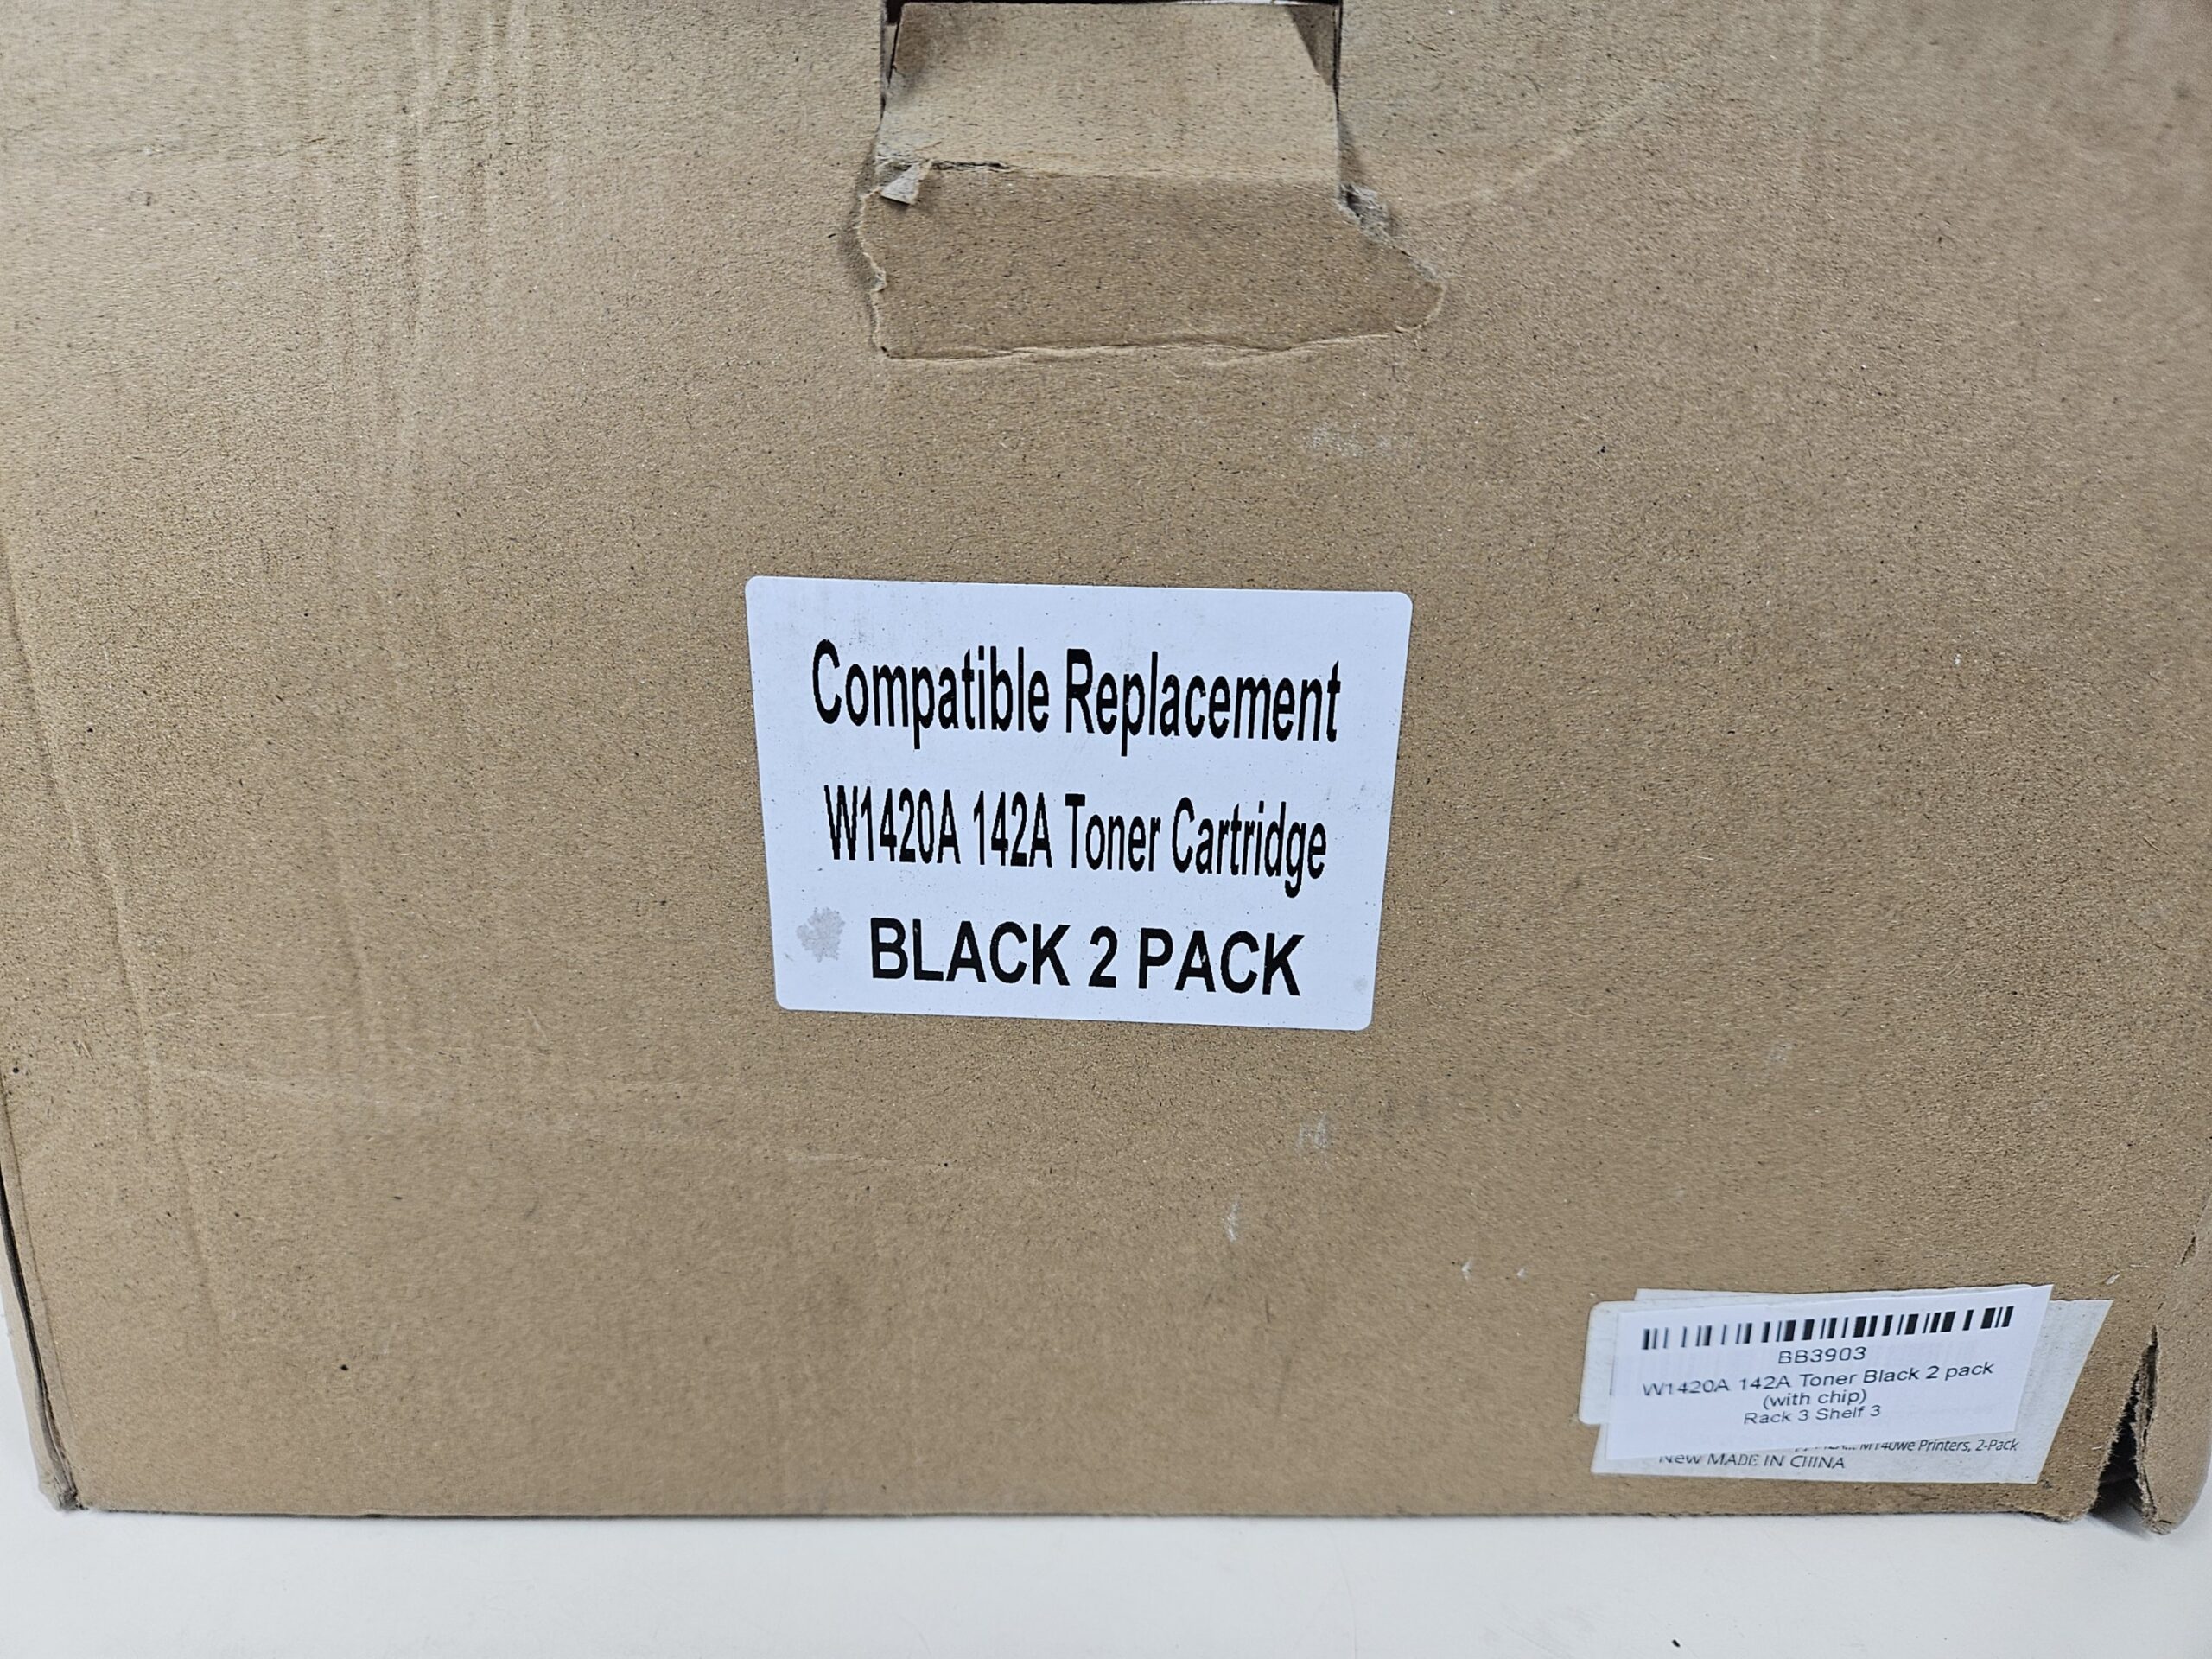 Compatible Replacement
W1420A 142A Toner Cartridge
BLACK 2 PACK
BB3903
W1420A 142A Toner Black 2 pack
(with chip)
Rack 3 Shelf 3
M140we Printers, 2-Pack
New MADE IN CHINA